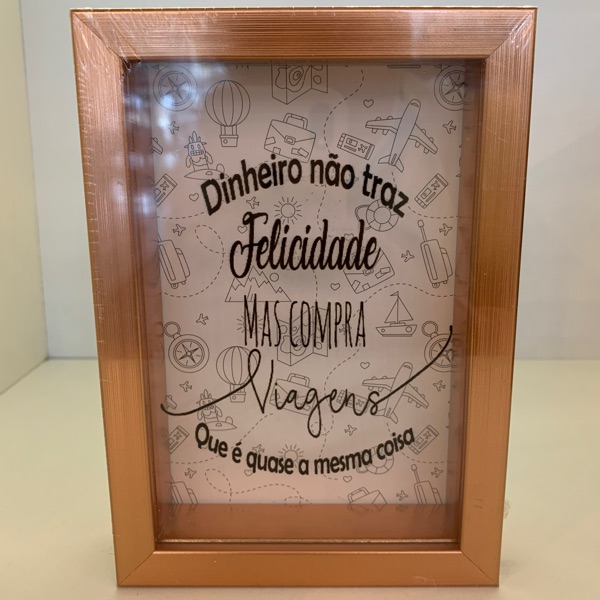 Dinheiro não traz
Felicidade
MAS COMPRA
Viagens
Que é quase a mesma coisa